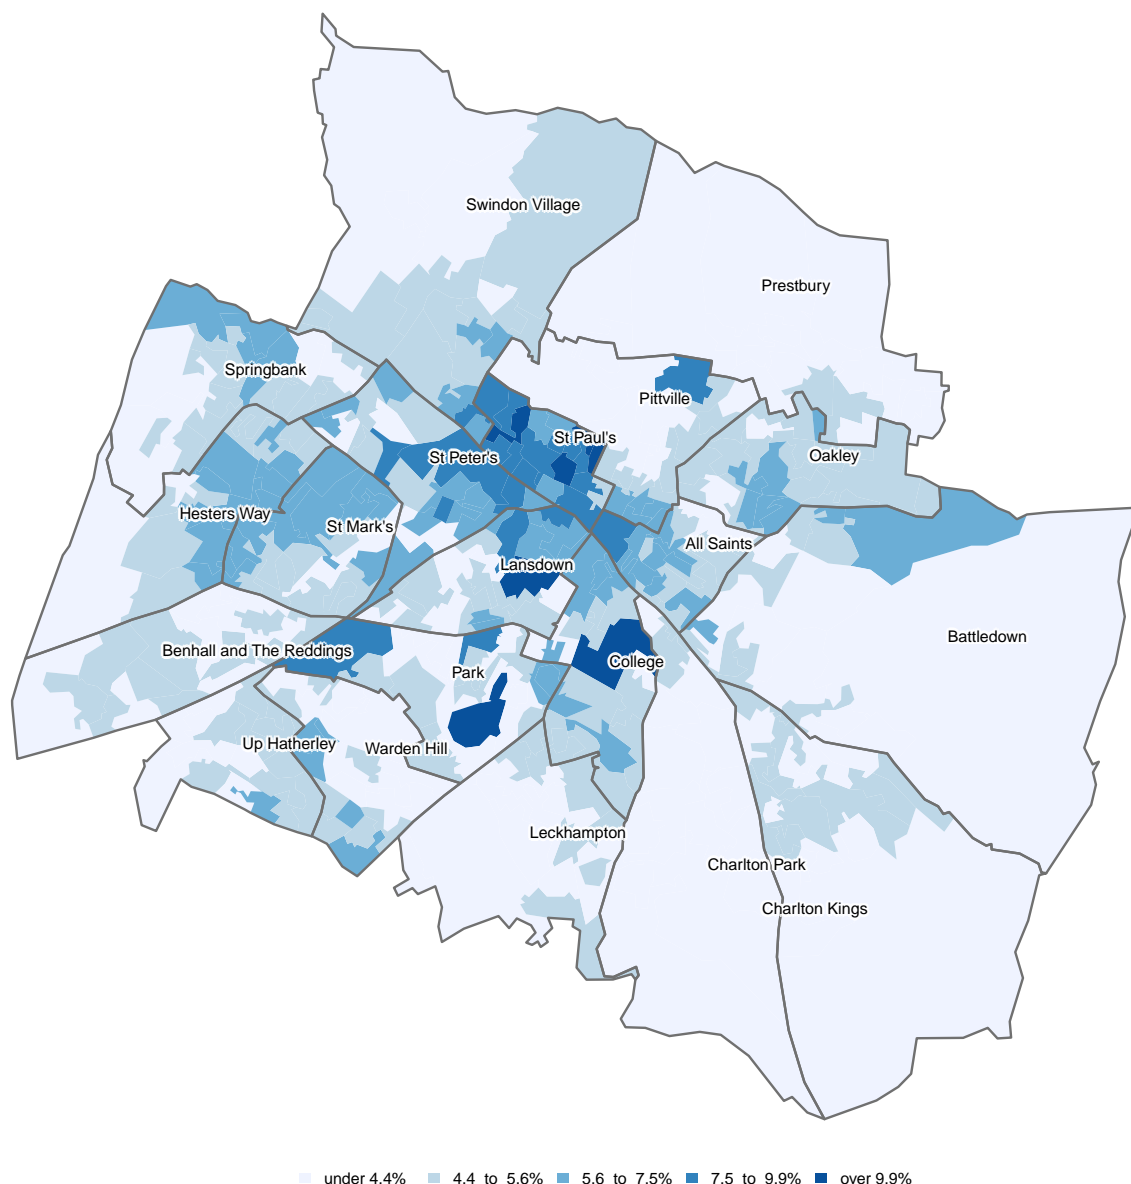 Swindon Village
Prestbury
Springbank
Pittville
St Paul's
St Peter's
Oakley
Hesters Way
St Mark's
All Saints
Lansdown
Battledown
Benhall and The Reddings
College
Park
Up Hatherley
Warden Hill
Leckhampton
Charlton Park
Charlton Kings
under 4.4% 4.4 to 5.6% 5.6 to 7.5% 7.5 to 9.9% over 9.9%